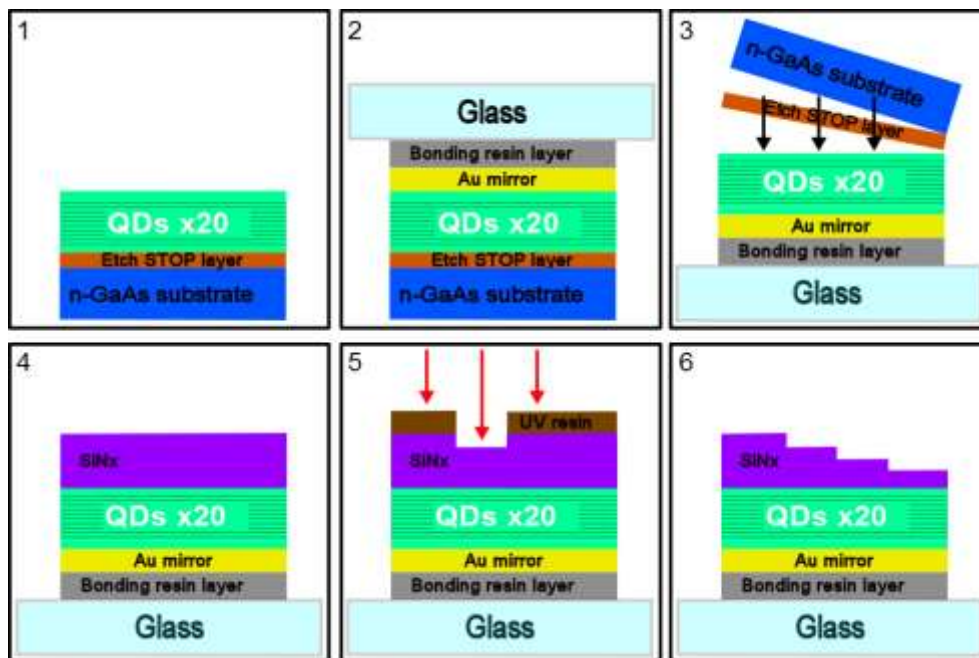 1
QDs x20
Etch STOP layer
n-GaAs substrate
2
Glass
Bonding resin layer
Au mirror
QDs x20
Etch STOP layer
n-GaAs substrate
3
n-GaAs substrate
Etch STOP layer
QDs x20
Au mirror
Bonding resin layer
Glass
4
SiNx
QDs x20
Au mirror
Bonding resin layer
Glass
5
UV resin
SiNx
QDs x20
Au mirror
Bonding resin layer
Glass
6
SiNx
QDs x20
Au mirror
Bonding resin layer
Glass